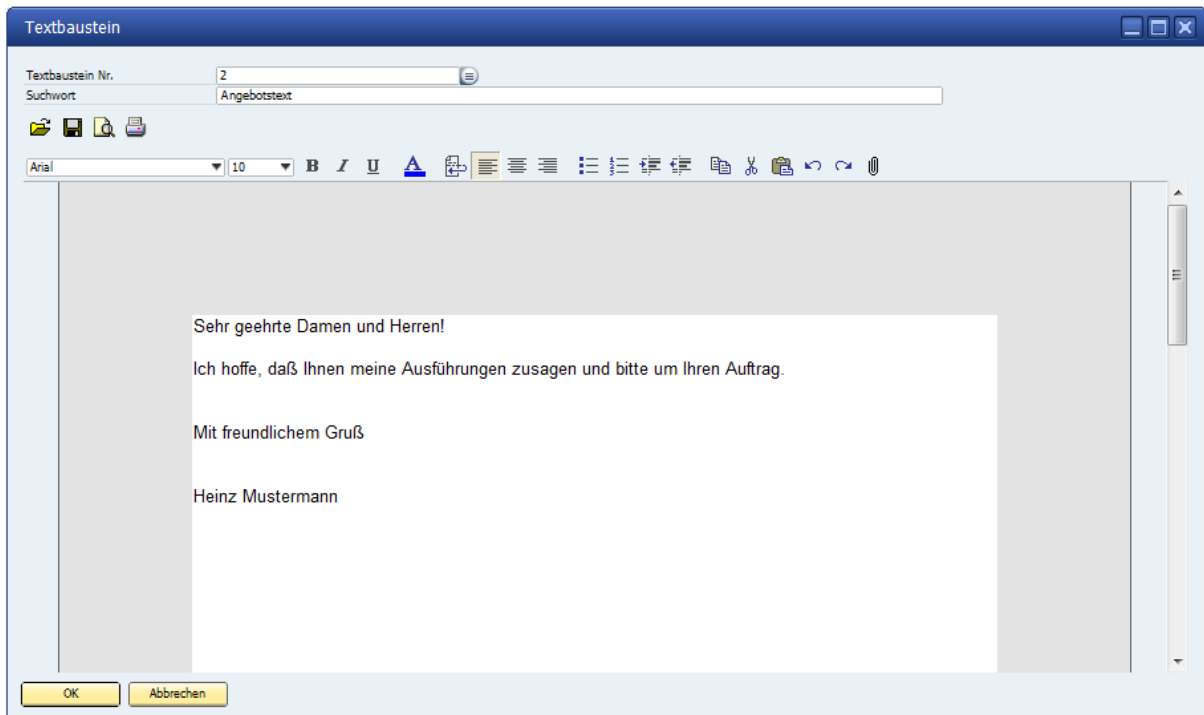 Textbaustein
Textbaustein Nr. 2
Suchwort Angebotstext
Arial 10 B I U A
Sehr geehrte Damen und Herren!
Ich hoffe, daß Ihnen meine Ausführungen zusagen und bitte um Ihren Auftrag.
Mit freundlichem Gruß
Heinz Mustermann
OK Abbrechen